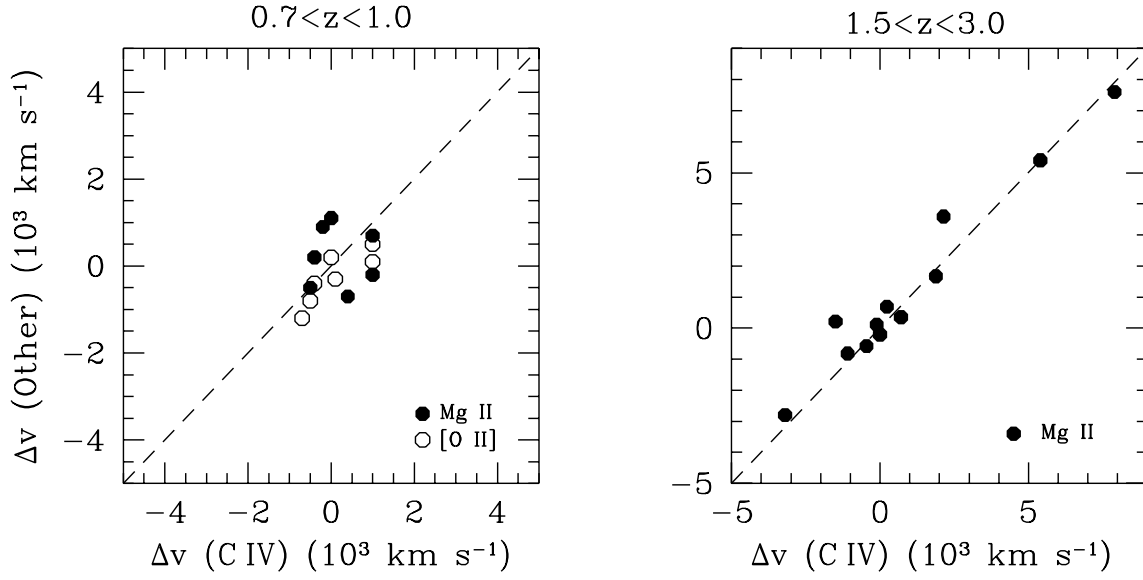 0.7<z<1.0
1.5<z<3.0
Δv (Other) (10³ km s⁻¹)
4
2
0
−2
−4
Mg II
[O II]
−4 −2 0 2 4
Δv (C IV) (10³ km s⁻¹)
5
0
−5
Mg II
−5 0 5
Δv (C IV) (10³ km s⁻¹)